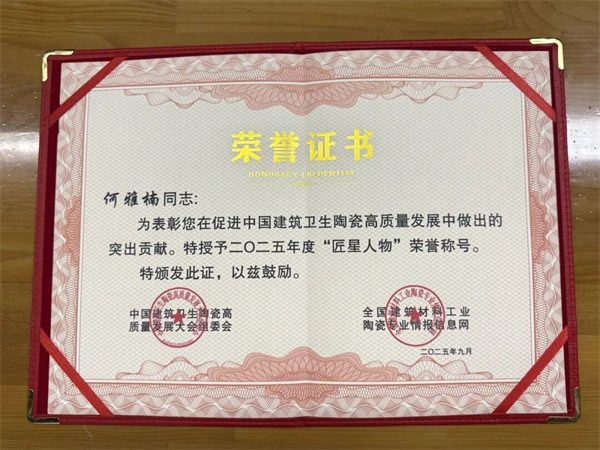 荣誉证书
HONORARY CREDENTIAL
何雅楠同志：
为表彰您在促进中国建筑卫生陶瓷高质量发展中做出的
突出贡献。特授予二〇二五年度“匠星人物”荣誉称号。
特颁发此证，以兹鼓励。
中国建筑卫生陶瓷高
质量发展大会组委会
全国建筑材料工业
陶瓷专业情报信息网
二〇二五年九月